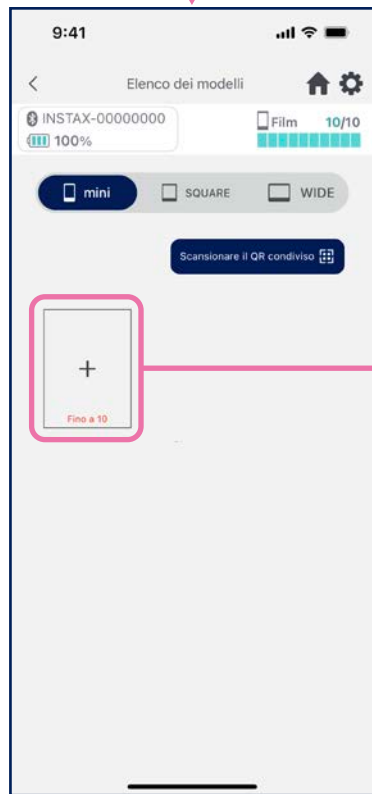 9:41
Elenco dei modelli
INSTAX-00000000
Film 10/10
100%
mini
SQUARE
WIDE
Scansionare il QR condiviso
+
Fino a 10